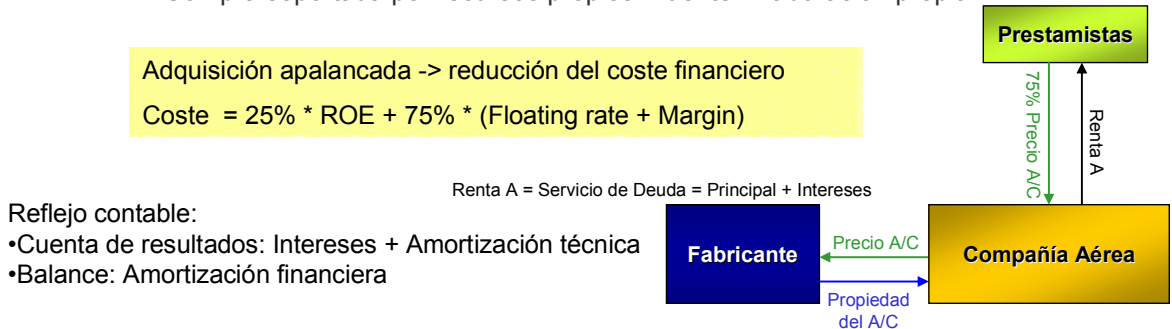 Prestamistas
Adquisición apalancada -> reducción del coste financiero
Coste = 25% * ROE + 75% * (Floating rate + Margin)
75% Precio A/C
Renta A
Renta A = Servicio de Deuda = Principal + Intereses
Reflejo contable:
•Cuenta de resultados: Intereses + Amortización técnica
•Balance: Amortización financiera
Fabricante
Precio A/C
Compañía Aérea
Propiedad
del A/C